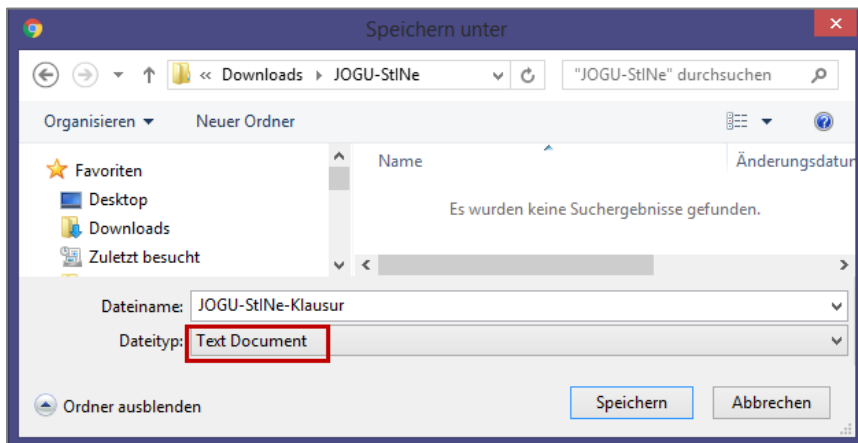 Speichern unter
« Downloads JOGU-StINe "JOGU-StINe" durchsuchen
Organisieren Neuer Ordner
Favoriten
Desktop
Downloads
Zuletzt besucht
Name Änderungsdatur
Es wurden keine Suchergebnisse gefunden.
Dateiname: JOGU-StINe-Klausur
Dateityp: Text Document
Ordner ausblenden Speichern Abbrechen